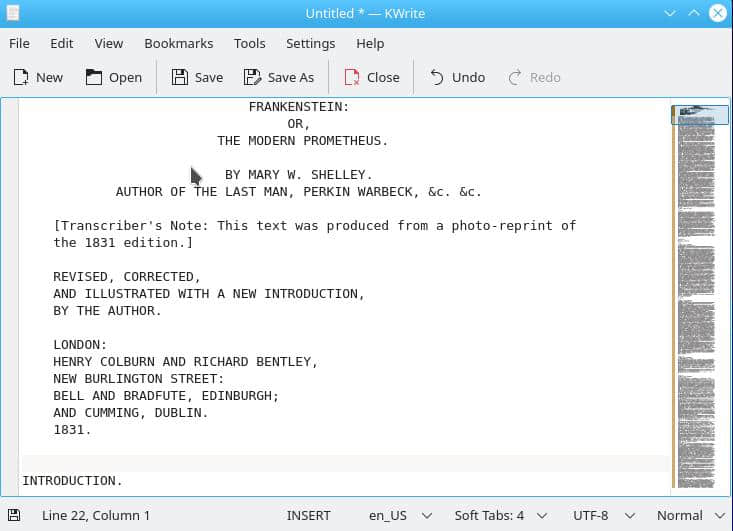 Untitled * — KWrite
File Edit View Bookmarks Tools Settings Help
New Open Save Save As Close Undo Redo
FRANKENSTEIN:
OR,
THE MODERN PROMETHEUS.
BY MARY W. SHELLEY.
AUTHOR OF THE LAST MAN, PERKIN WARBECK, &c. &c.
[Transcriber's Note: This text was produced from a photo-reprint of
the 1831 edition.]
REVISED, CORRECTED,
AND ILLUSTRATED WITH A NEW INTRODUCTION,
BY THE AUTHOR.
LONDON:
HENRY COLBURN AND RICHARD BENTLEY,
NEW BURLINGTON STREET:
BELL AND BRADFUTE, EDINBURGH;
AND CUMMING, DUBLIN.
1831.
INTRODUCTION.
Line 22, Column 1 INSERT en_US Soft Tabs: 4 UTF-8 Normal